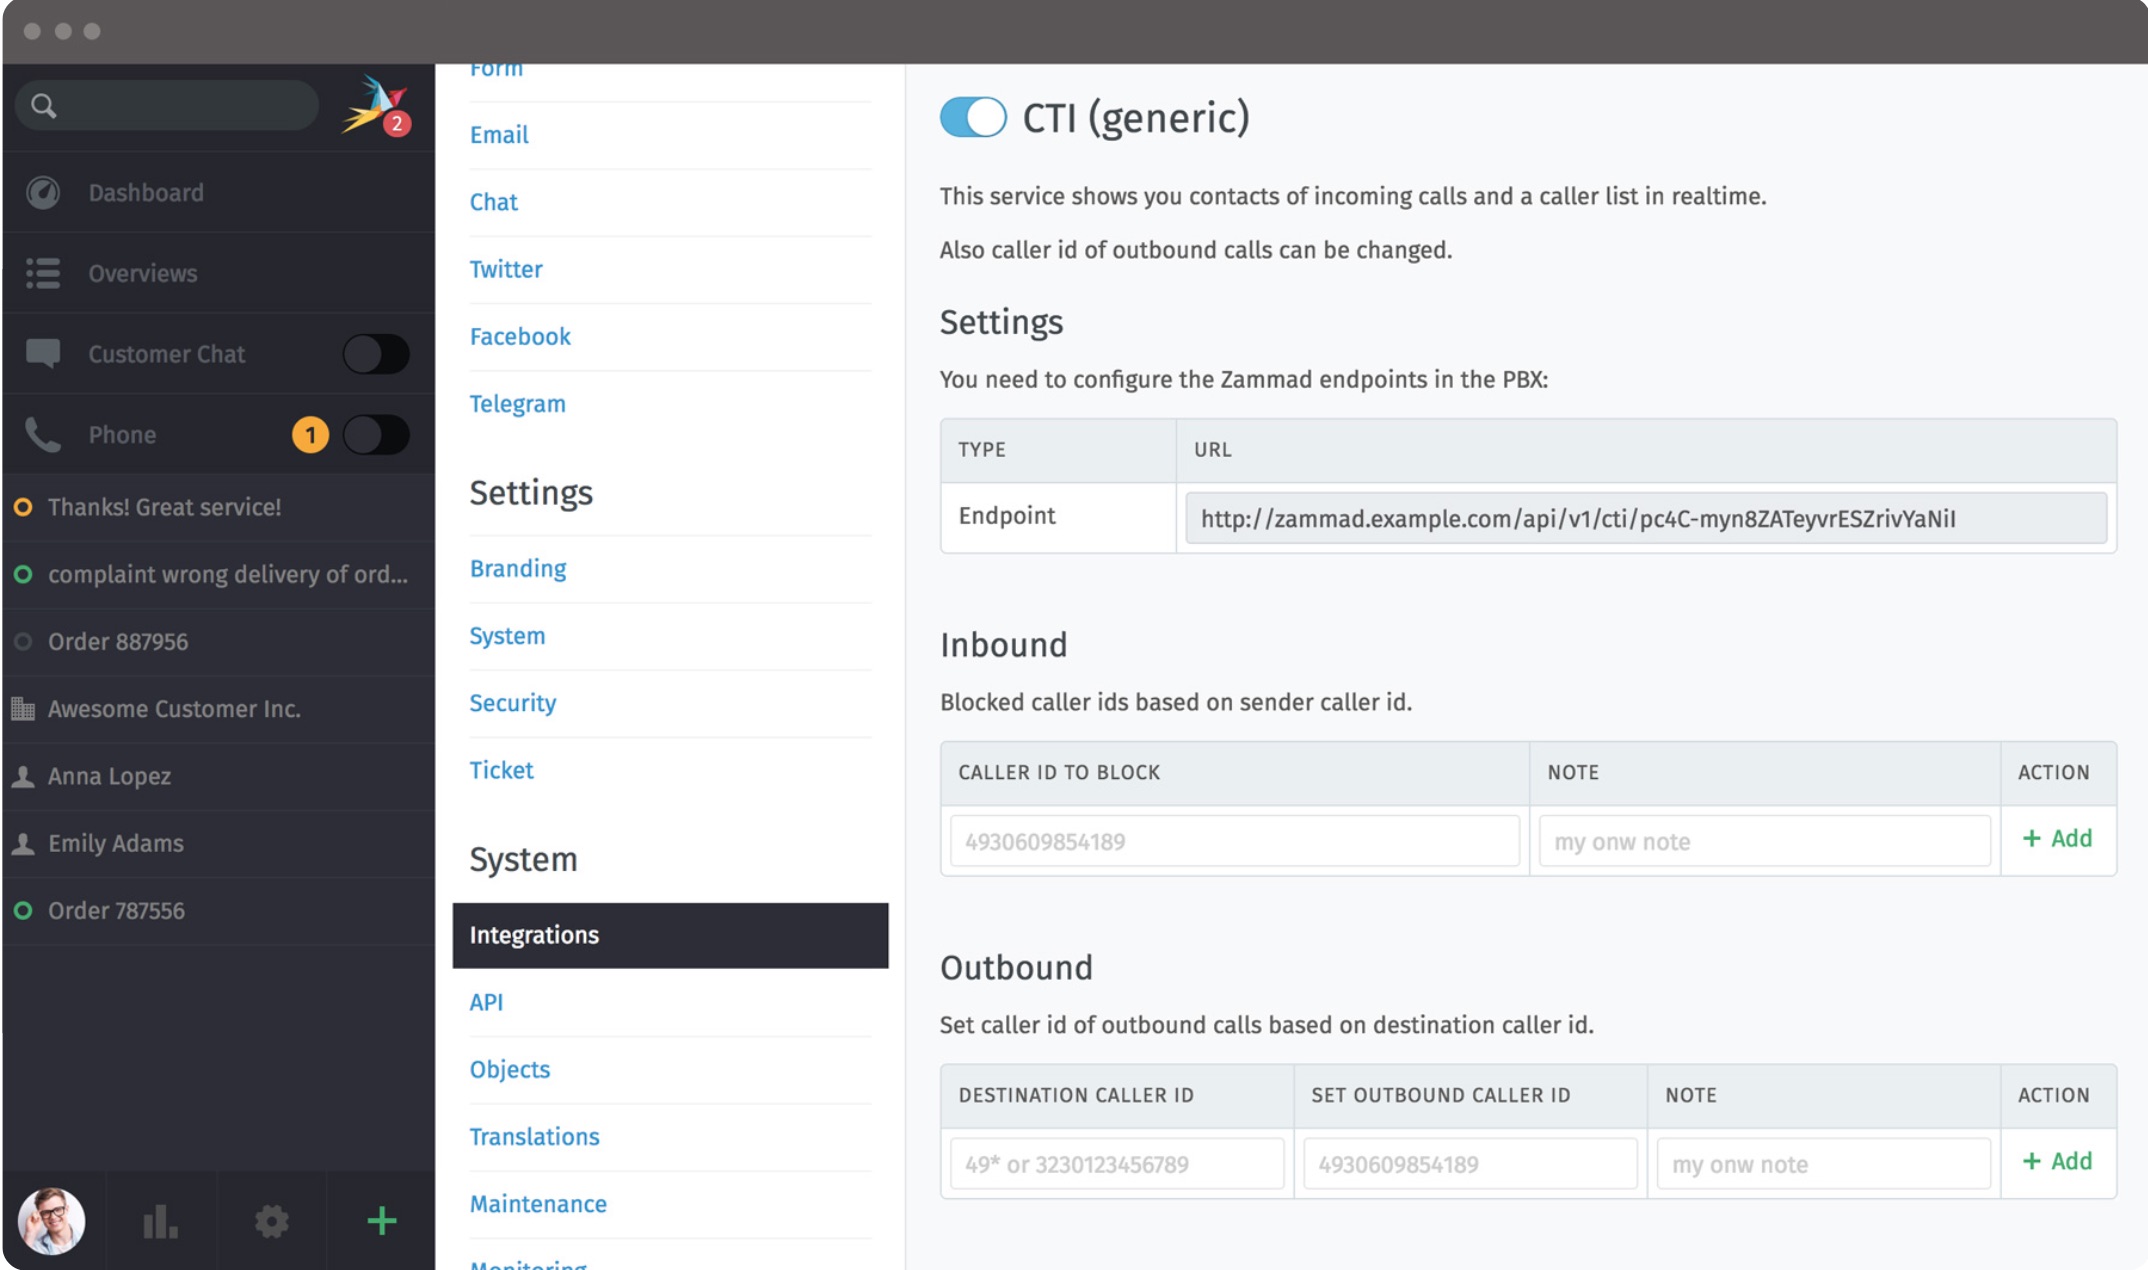 2
Dashboard
Overviews
Customer Chat
Phone
1
Thanks! Great service!
complaint wrong delivery of ord...
Order 887956
Awesome Customer Inc.
Anna Lopez
Emily Adams
Order 787556
Form
Email
Chat
Twitter
Facebook
Telegram
Settings
Branding
System
Security
Ticket
System
Integrations
API
Objects
Translations
Maintenance
Monitoring
CTI (generic)
This service shows you contacts of incoming calls and a caller list in realtime.
Also caller id of outbound calls can be changed.
Settings
You need to configure the Zammad endpoints in the PBX:
TYPE URL
Endpoint http://zammad.example.com/api/v1/cti/pc4C-myn8ZATeyvrESZrivYaNiI
Inbound
Blocked caller ids based on sender caller id.
CALLER ID TO BLOCK NOTE ACTION
4930609854189 my onw note + Add
Outbound
Set caller id of outbound calls based on destination caller id.
DESTINATION CALLER ID SET OUTBOUND CALLER ID NOTE ACTION
49* or 3230123456789 4930609854189 my onw note + Add